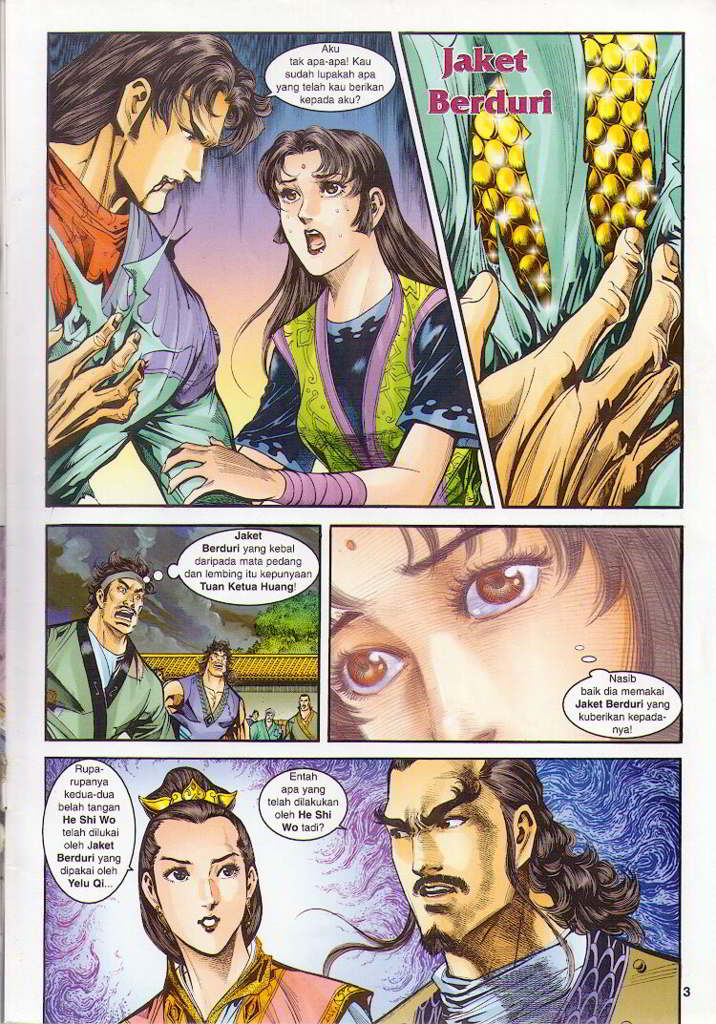 Aku
tak apa-apa! Kau
sudah lupakah apa
yang telah kau berikan
kepada aku?
Jaket
Berduri
Jaket
Berduri yang kebal
daripada mata pedang
dan lembing itu kepunyaan
Tuan Ketua Huang!
Nasib
baik dia memakai
Jaket Berduri yang
kuberikan kepada-
nya!
Rupa-
rupanya
kedua-dua
belah tangan
He Shi Wo
telah dilukai
oleh Jaket
Berduri yang
dipakai oleh
Yelu Qi...
Entah
apa yang
telah dilakukan
oleh He Shi
Wo tadi?
3